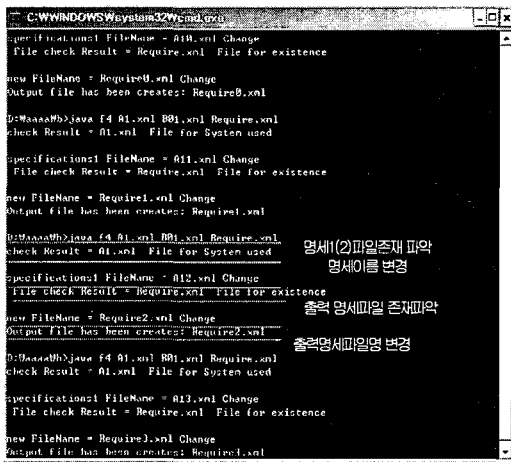 C:\WINDOWS\system32\cmd.exe
specifications1 FileName = A10.xml Change
File check Result = Require.xml File for existence
new FileName = Require0.xml Change
Output file has been creates: Require0.xml
D:\aaaa\b>java f4 A1.xml B01.xml Require.xml
check Result = A1.xml File for System used
specifications1 FileName = A11.xml Change
File check Result = Require.xml File for existence
new FileName = Require1.xml Change
Output file has been creates: Require1.xml
D:\aaaa\b>java f4 A1.xml B01.xml Require.xml
check Result = A1.xml File for System used
명세1(2)파일존재 파악
명세이름 변경
specifications1 FileName = A12.xml Change
File check Result = Require.xml File for existence
출력 명세파일 존재파악
new FileName = Require2.xml Change
Output file has been creates: Require2.xml
출력명세파일명 변경
D:\aaaa\b>java f4 A1.xml B01.xml Require.xml
check Result = A1.xml File for System used
specifications1 FileName = A13.xml Change
File check Result = Require.xml File for existence
new FileName = Require3.xml Change
Output file has been creates: Require3.xml